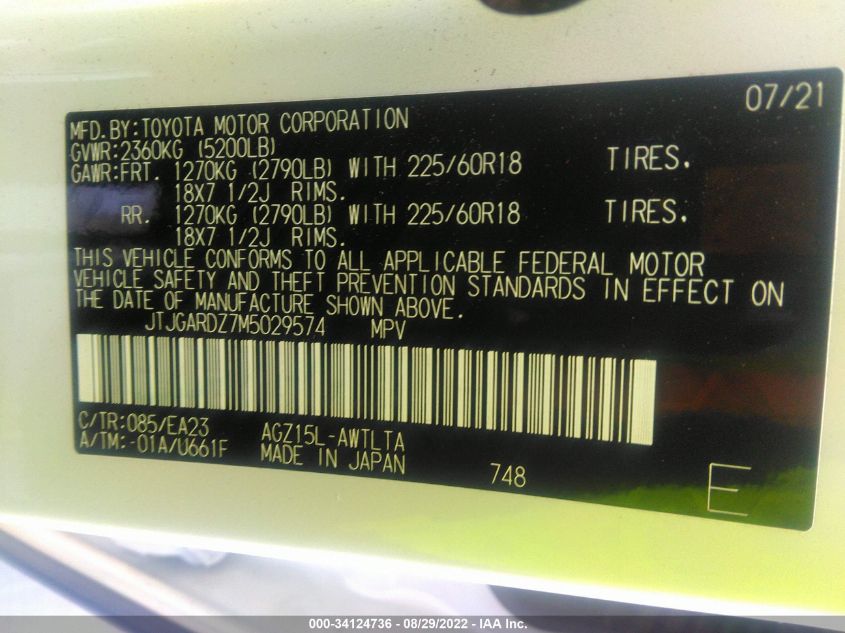 07/21
MFD.BY:TOYOTA MOTOR CORPORATION
GVWR:2360KG (5200LB)
GAWR:FRT. 1270KG (2790LB) WITH 225/60R18 TIRES.
18X7 1/2J RIMS.
RR. 1270KG (2790LB) WITH 225/60R18 TIRES.
18X7 1/2J RIMS.
THIS VEHICLE CONFORMS TO ALL APPLICABLE FEDERAL MOTOR
VEHICLE SAFETY AND THEFT PREVENTION STANDARDS IN EFFECT ON
THE DATE OF MANUFACTURE SHOWN ABOVE.
JTJGARDZ7M5029574 MPV
C/TR:085/EA23 AGZ15L-AWTLTA
A/TM:-01A/U661F MADE IN JAPAN 748 E
000-34124736 - 08/29/2022 - IAA Inc.